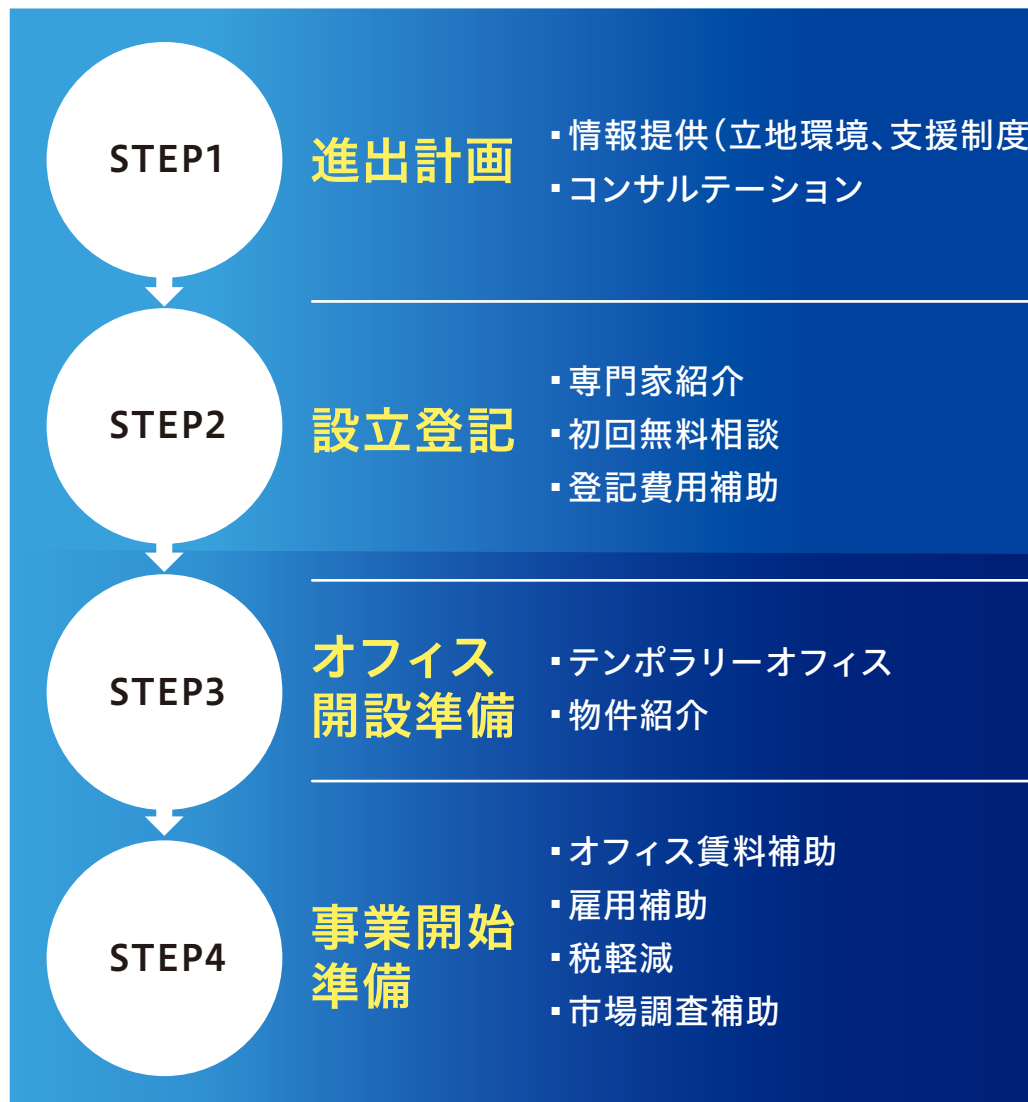 STEP1
進出計画
▪情報提供（立地環境、支援制度
▪コンサルテーション
STEP2
設立登記
▪専門家紹介
▪初回無料相談
▪登記費用補助
STEP3
オフィス
開設準備
▪テンポラリーオフィス
▪物件紹介
STEP4
事業開始
準備
▪オフィス賃料補助
▪雇用補助
▪税軽減
▪市場調査補助